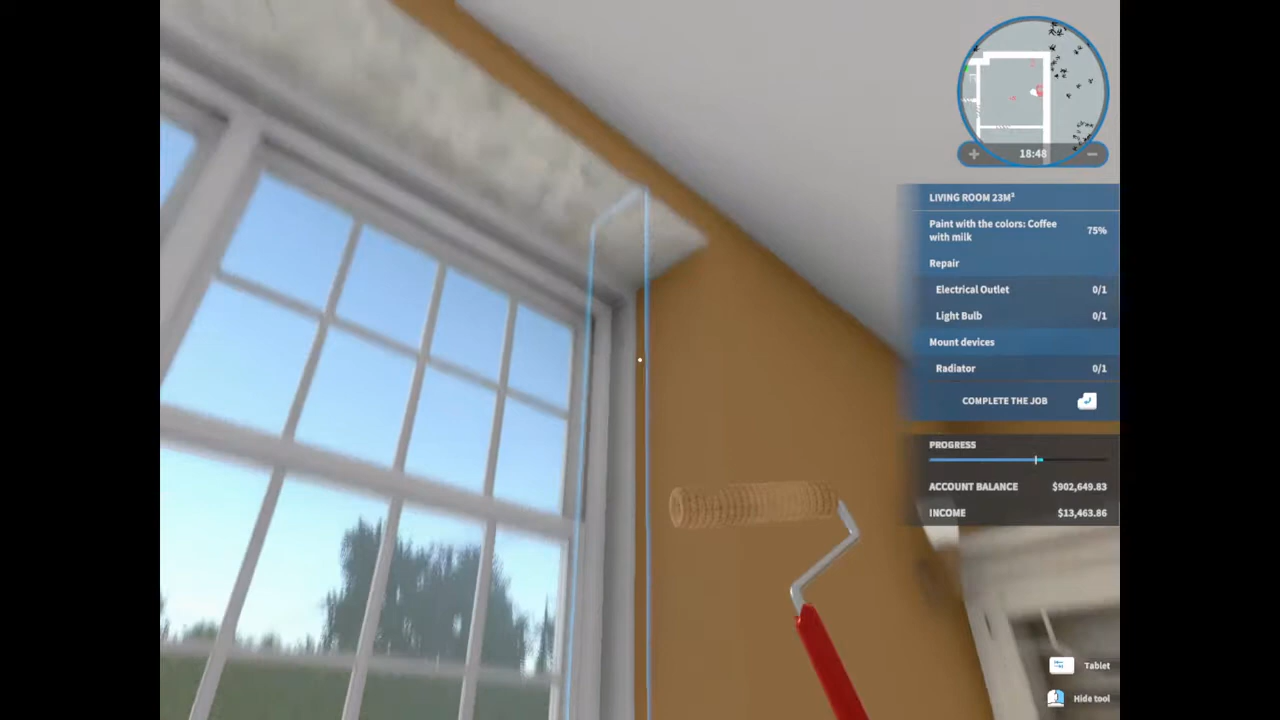 + 18:48 −
LIVING ROOM 23M²
Paint with the colors: Coffee
with milk 75%
Repair
Electrical Outlet 0/1
Light Bulb 0/1
Mount devices
Radiator 0/1
COMPLETE THE JOB
PROGRESS
ACCOUNT BALANCE $902,649.83
INCOME $13,463.86
Tablet
Hide tool